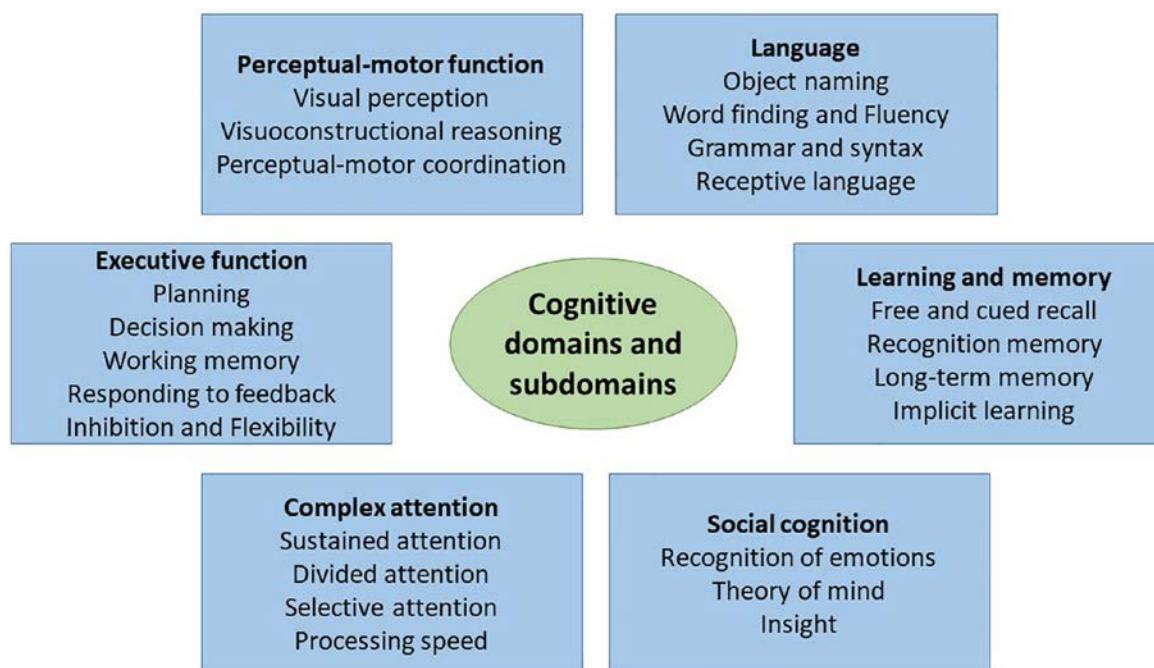 Perceptual-motor function
Visual perception
Visuoconstructional reasoning
Perceptual-motor coordination
Language
Object naming
Word finding and Fluency
Grammar and syntax
Receptive language
Executive function
Planning
Decision making
Working memory
Responding to feedback
Inhibition and Flexibility
Cognitive
domains and
subdomains
Learning and memory
Free and cued recall
Recognition memory
Long-term memory
Implicit learning
Complex attention
Sustained attention
Divided attention
Selective attention
Processing speed
Social cognition
Recognition of emotions
Theory of mind
Insight